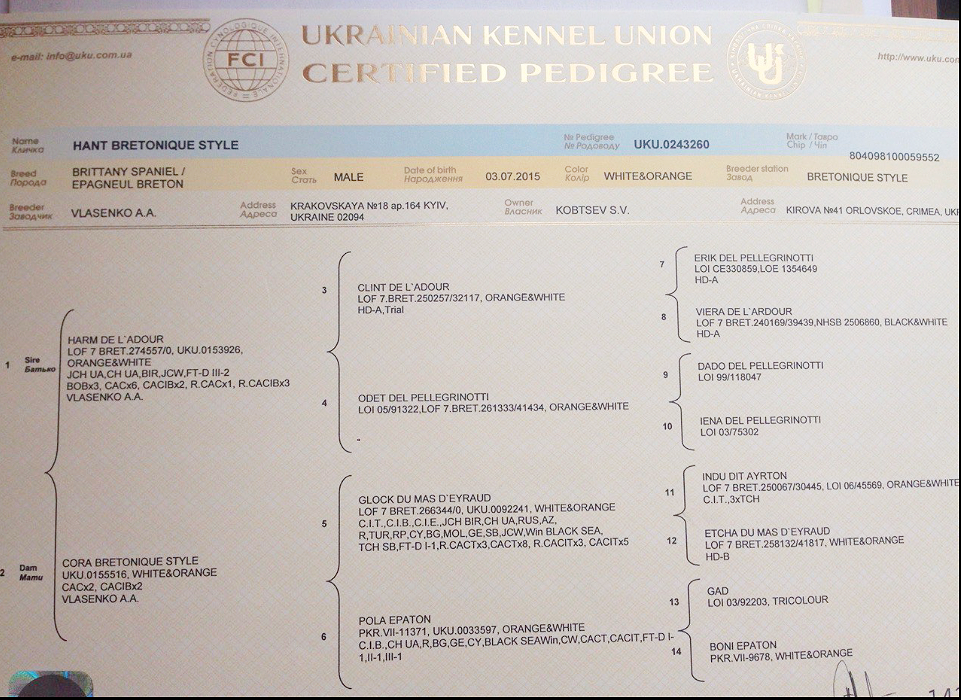 UKRAINIAN KENNEL UNION
e-mail: info@uku.com.ua
FCI
http://www.uku.com
CERTIFIED PEDIGREE
Name
Кличка
HANT BRETONIQUE STYLE
№ Pedigree
№ Родоводу
UKU.0243260
Mark / Тавро
Chip / Чіп
804098100059552
Breed
Порода
BRITTANY SPANIEL /
EPAGNEUL BRETON
Sex
Стать
MALE
Date of birth
Народження
03.07.2015
Color
Колір
WHITE&ORANGE
Breeder station
Завод
BRETONIQUE STYLE
Breeder
Заводчик
VLASENKO A.A.
Address
Адреса
KRAKOVSKAYA №18 ap.164 KYIV,
UKRAINE 02094
Owner
Власник
KOBTSEV S.V.
Address
Адреса
KIROVA №41 ORLOVSKOE, CRIMEA, UKR
1
Sire
Батько
HARM DE L`ADOUR
LOF 7 BRET.274557/0, UKU.0153926,
ORANGE&WHITE
JCH UA,CH UA,BIR,JCW,FT-D III-2
BOBx3, CACx6, CACIBx2, R.CACx1, R.CACIBx3
VLASENKO A.A.
2
Dam
Мати
CORA BRETONIQUE STYLE
UKU.0155516, WHITE&ORANGE
CACx2, CACIBx2
VLASENKO A.A.
3
CLINT DE L`ADOUR
LOF 7.BRET.250257/32117, ORANGE&WHITE
HD-A,Trial
4
ODET DEL PELLEGRINOTTI
LOI 05/91322,LOF 7.BRET.261333/41434, ORANGE&WHITE
-
5
GLOCK DU MAS D`EYRAUD
LOF 7 BRET.266344/0, UKU.0092241, WHITE&ORANGE
C.I.T.,C.I.B.,C.I.E.,JCH BIR,CH UA,RUS,AZ,
R,TUR,RP,CY,BG,MOL,GE,SB,JCW,Win BLACK SEA,
TCH SB,FT-D I-1,R.CACTx3,CACTx8, R.CACITx3, CACITx5
6
POLA EPATON
PKR.VII-11371, UKU.0033597, ORANGE&WHITE
C.I.B.,CH UA,R,BG,GE,CY,BLACK SEAWin,CW,CACT,CACIT,FT-D I-
1,II-1,III-1
7
ERIK DEL PELLEGRINOTTI
LOI CE330859,LOE 1354649
HD-A
8
VIERA DE L`ARDOUR
LOF 7 BRET.240169/39439,NHSB 2506860, BLACK&WHITE
HD-A
9
DADO DEL PELLEGRINOTTI
LOI 99/118047
10
IENA DEL PELLEGRINOTTI
LOI 03/75302
11
INDU DIT AYRTON
LOF 7 BRET.250067/30445, LOI 06/45569, ORANGE&WHITE
C.I.T.,3xTCH
12
ETCHA DU MAS D`EYRAUD
LOF 7 BRET.258132/41817, WHITE&ORANGE
HD-B
13
GAD
LOI 03/92203, TRICOLOUR
14
BONI EPATON
PKR.VII-9678, WHITE&ORANGE